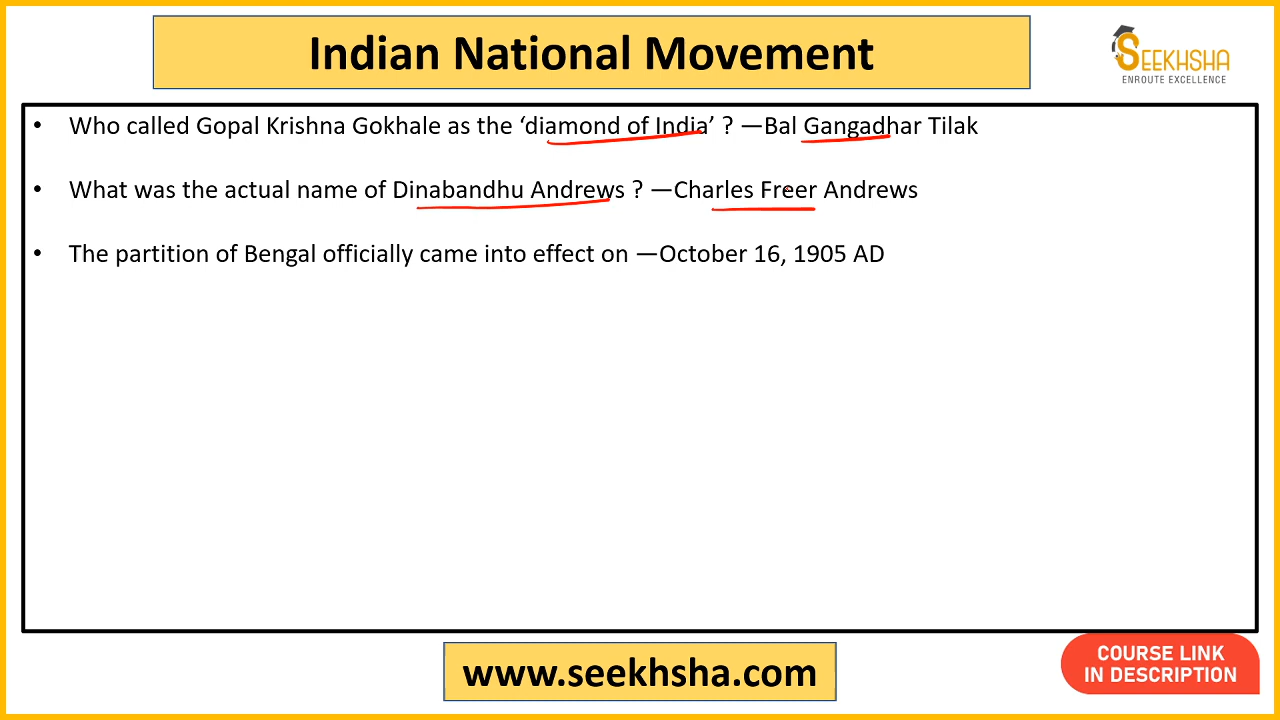 Indian National Movement
SEEKHSHA
ENROUTE EXCELLENCE
• Who called Gopal Krishna Gokhale as the ‘diamond of India’ ? —Bal Gangadhar Tilak
• What was the actual name of Dinabandhu Andrews ? —Charles Freer Andrews
• The partition of Bengal officially came into effect on —October 16, 1905 AD
www.seekhsha.com
COURSE LINK
IN DESCRIPTION